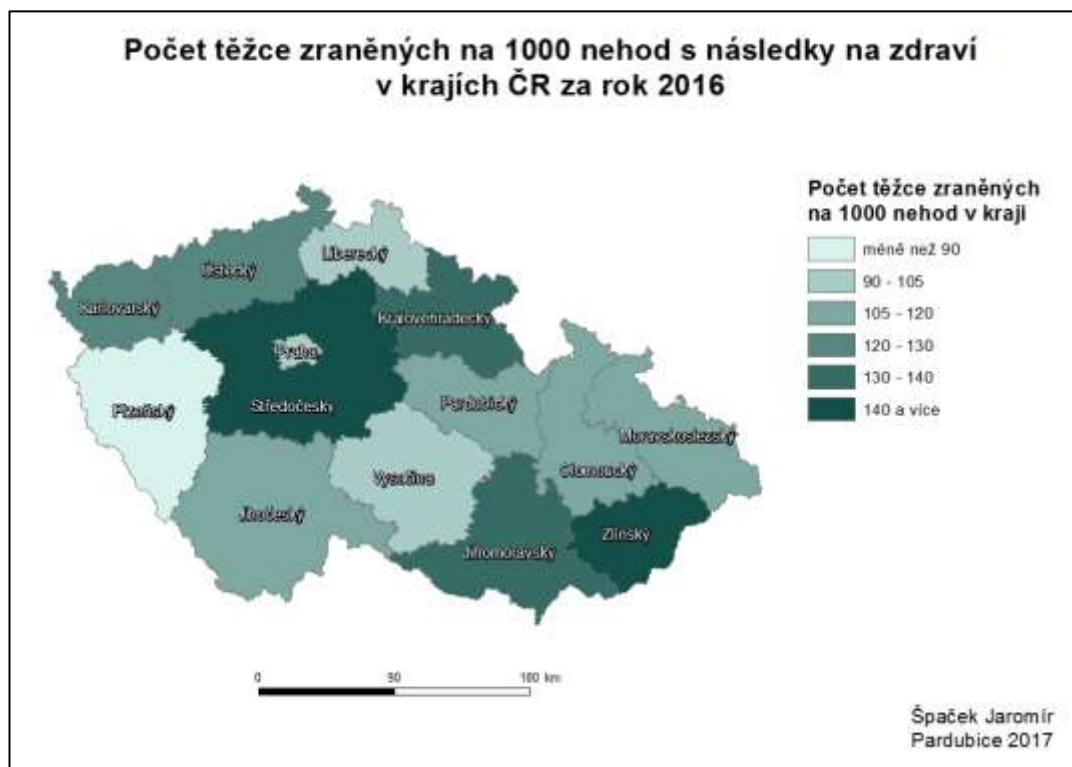 Počet těžce zraněných na 1000 nehod s následky na zdraví
v krajích ČR za rok 2016
Počet těžce zraněných
na 1000 nehod v kraji
méně než 90
90 - 105
105 - 120
120 - 130
130 - 140
140 a více
Liberecký
Ústecký
Karlovarský
Královehradecký
Praha
Plzeňský
Středočeský
Pardubický
Moravskoslezský
Olomoucký
Vysočina
Jihočeský
Zlínský
Jihomoravský
0 50 100 km
Špaček Jaromír
Pardubice 2017